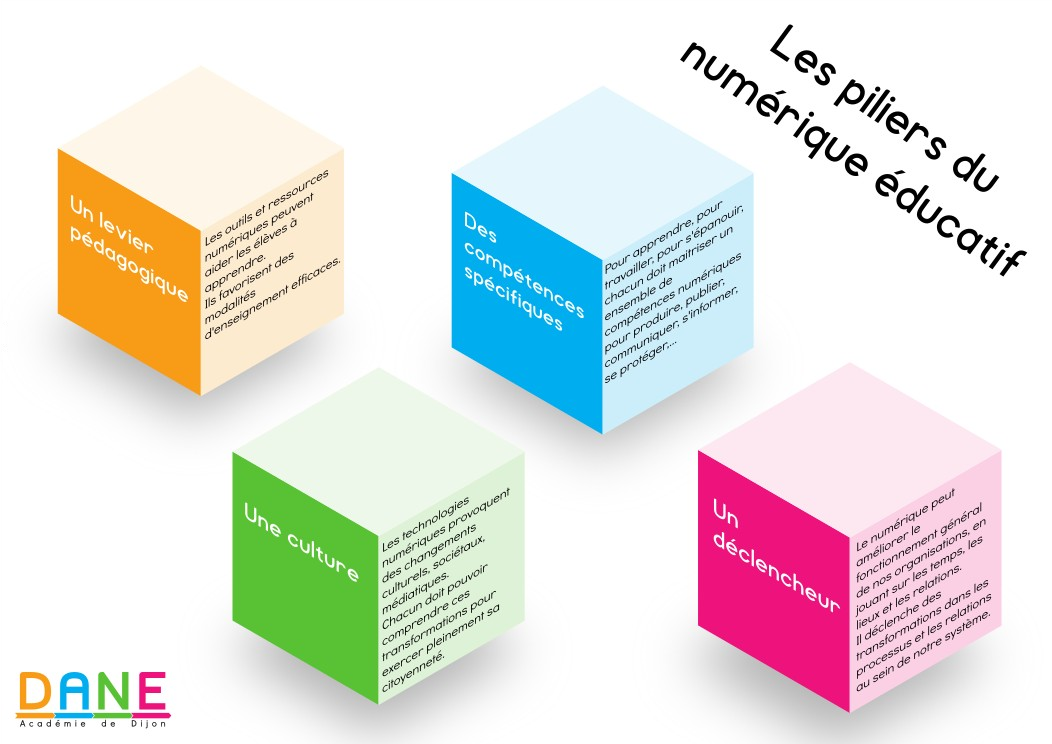 Les piliers du
numérique éducatif
Un levier
pédagogique
Les outils et ressources
numériques peuvent
aider les élèves à
apprendre.
Ils favorisent des
modalités
d'enseignement efficaces.
Des
compétences
spécifiques
Pour apprendre, pour
travailler, pour s'épanouir,
chacun doit maitriser un
ensemble de
compétences numériques
pour produire, publier,
communiquer, s'informer,
se protéger,...
Une culture
Les technologies
numériques provoquent
des changements
culturels, sociétaux,
médiatiques.
Chacun doit pouvoir
comprendre ces
transformations pour
exercer pleinement sa
citoyenneté.
Un
déclencheur
Le numérique peut
améliorer le
fonctionnement général
de nos organisations, en
jouant sur les temps, les
lieux et les relations.
Il déclenche des
transformations dans les
processus et les relations
au sein de notre système.
DANE
Académie de Dijon